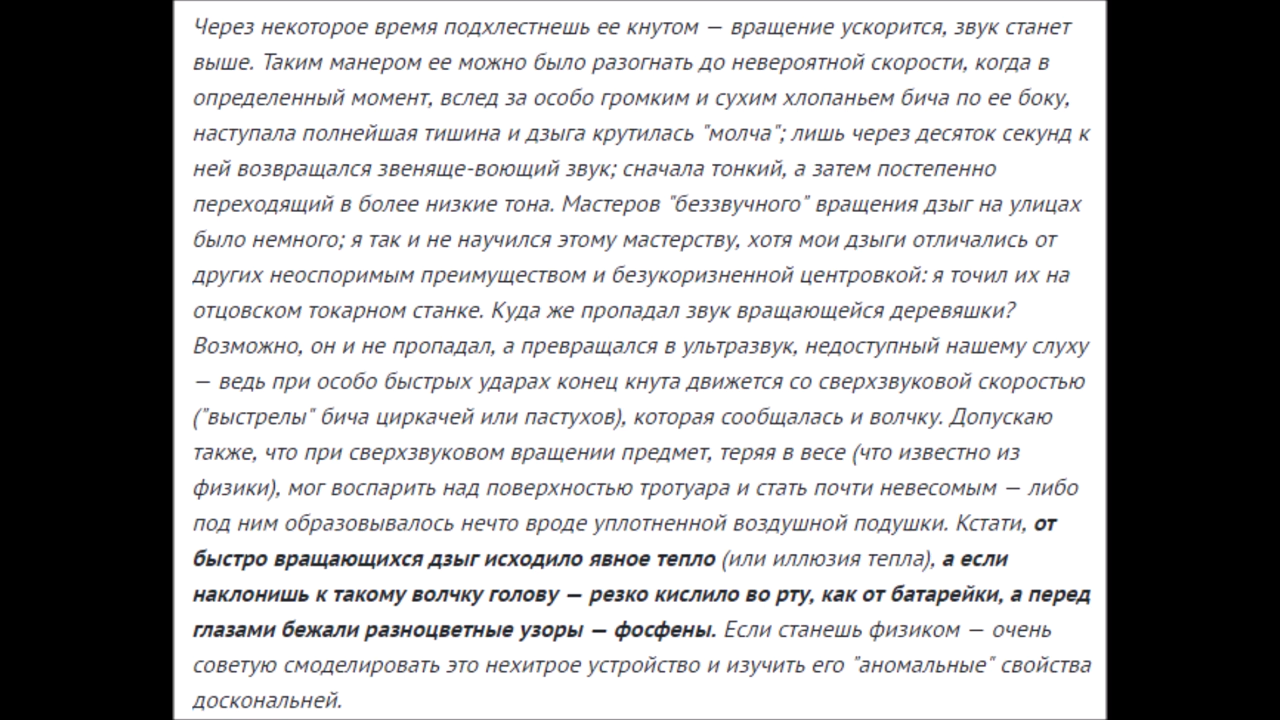 Через некоторое время подхлестнешь ее кнутом — вращение ускорится, звук станет
выше. Таким манером ее можно было разогнать до невероятной скорости, когда в
определенный момент, вслед за особо громким и сухим хлопаньем бича по ее боку,
наступала полнейшая тишина и дзыга крутилась "молча"; лишь через десяток секунд к
ней возвращался звеняще-воющий звук; сначала тонкий, а затем постепенно
переходящий в более низкие тона. Мастеров "беззвучного" вращения дзыг на улицах
было немного; я так и не научился этому мастерству, хотя мои дзыги отличались от
других неоспоримым преимуществом и безукоризненной центровкой: я точил их на
отцовском токарном станке. Куда же пропадал звук вращающейся деревяшки?
Возможно, он и не пропадал, а превращался в ультразвук, недоступный нашему слуху
— ведь при особо быстрых ударах конец кнута движется со сверхзвуковой скоростью
("выстрелы" бича циркачей или пастухов), которая сообщалась и волчку. Допускаю
также, что при сверхзвуковом вращении предмет, теряя в весе (что известно из
физики), мог воспарить над поверхностью тротуара и стать почти невесомым — либо
под ним образовывалось нечто вроде уплотненной воздушной подушки. Кстати, от
быстро вращающихся дзыг исходило явное тепло (или иллюзия тепла), а если
наклонишь к такому волчку голову — резко кислило во рту, как от батарейки, а перед
глазами бежали разноцветные узоры — фосфены. Если станешь физиком — очень
советую смоделировать это нехитрое устройство и изучить его "аномальные" свойства
доскональней.